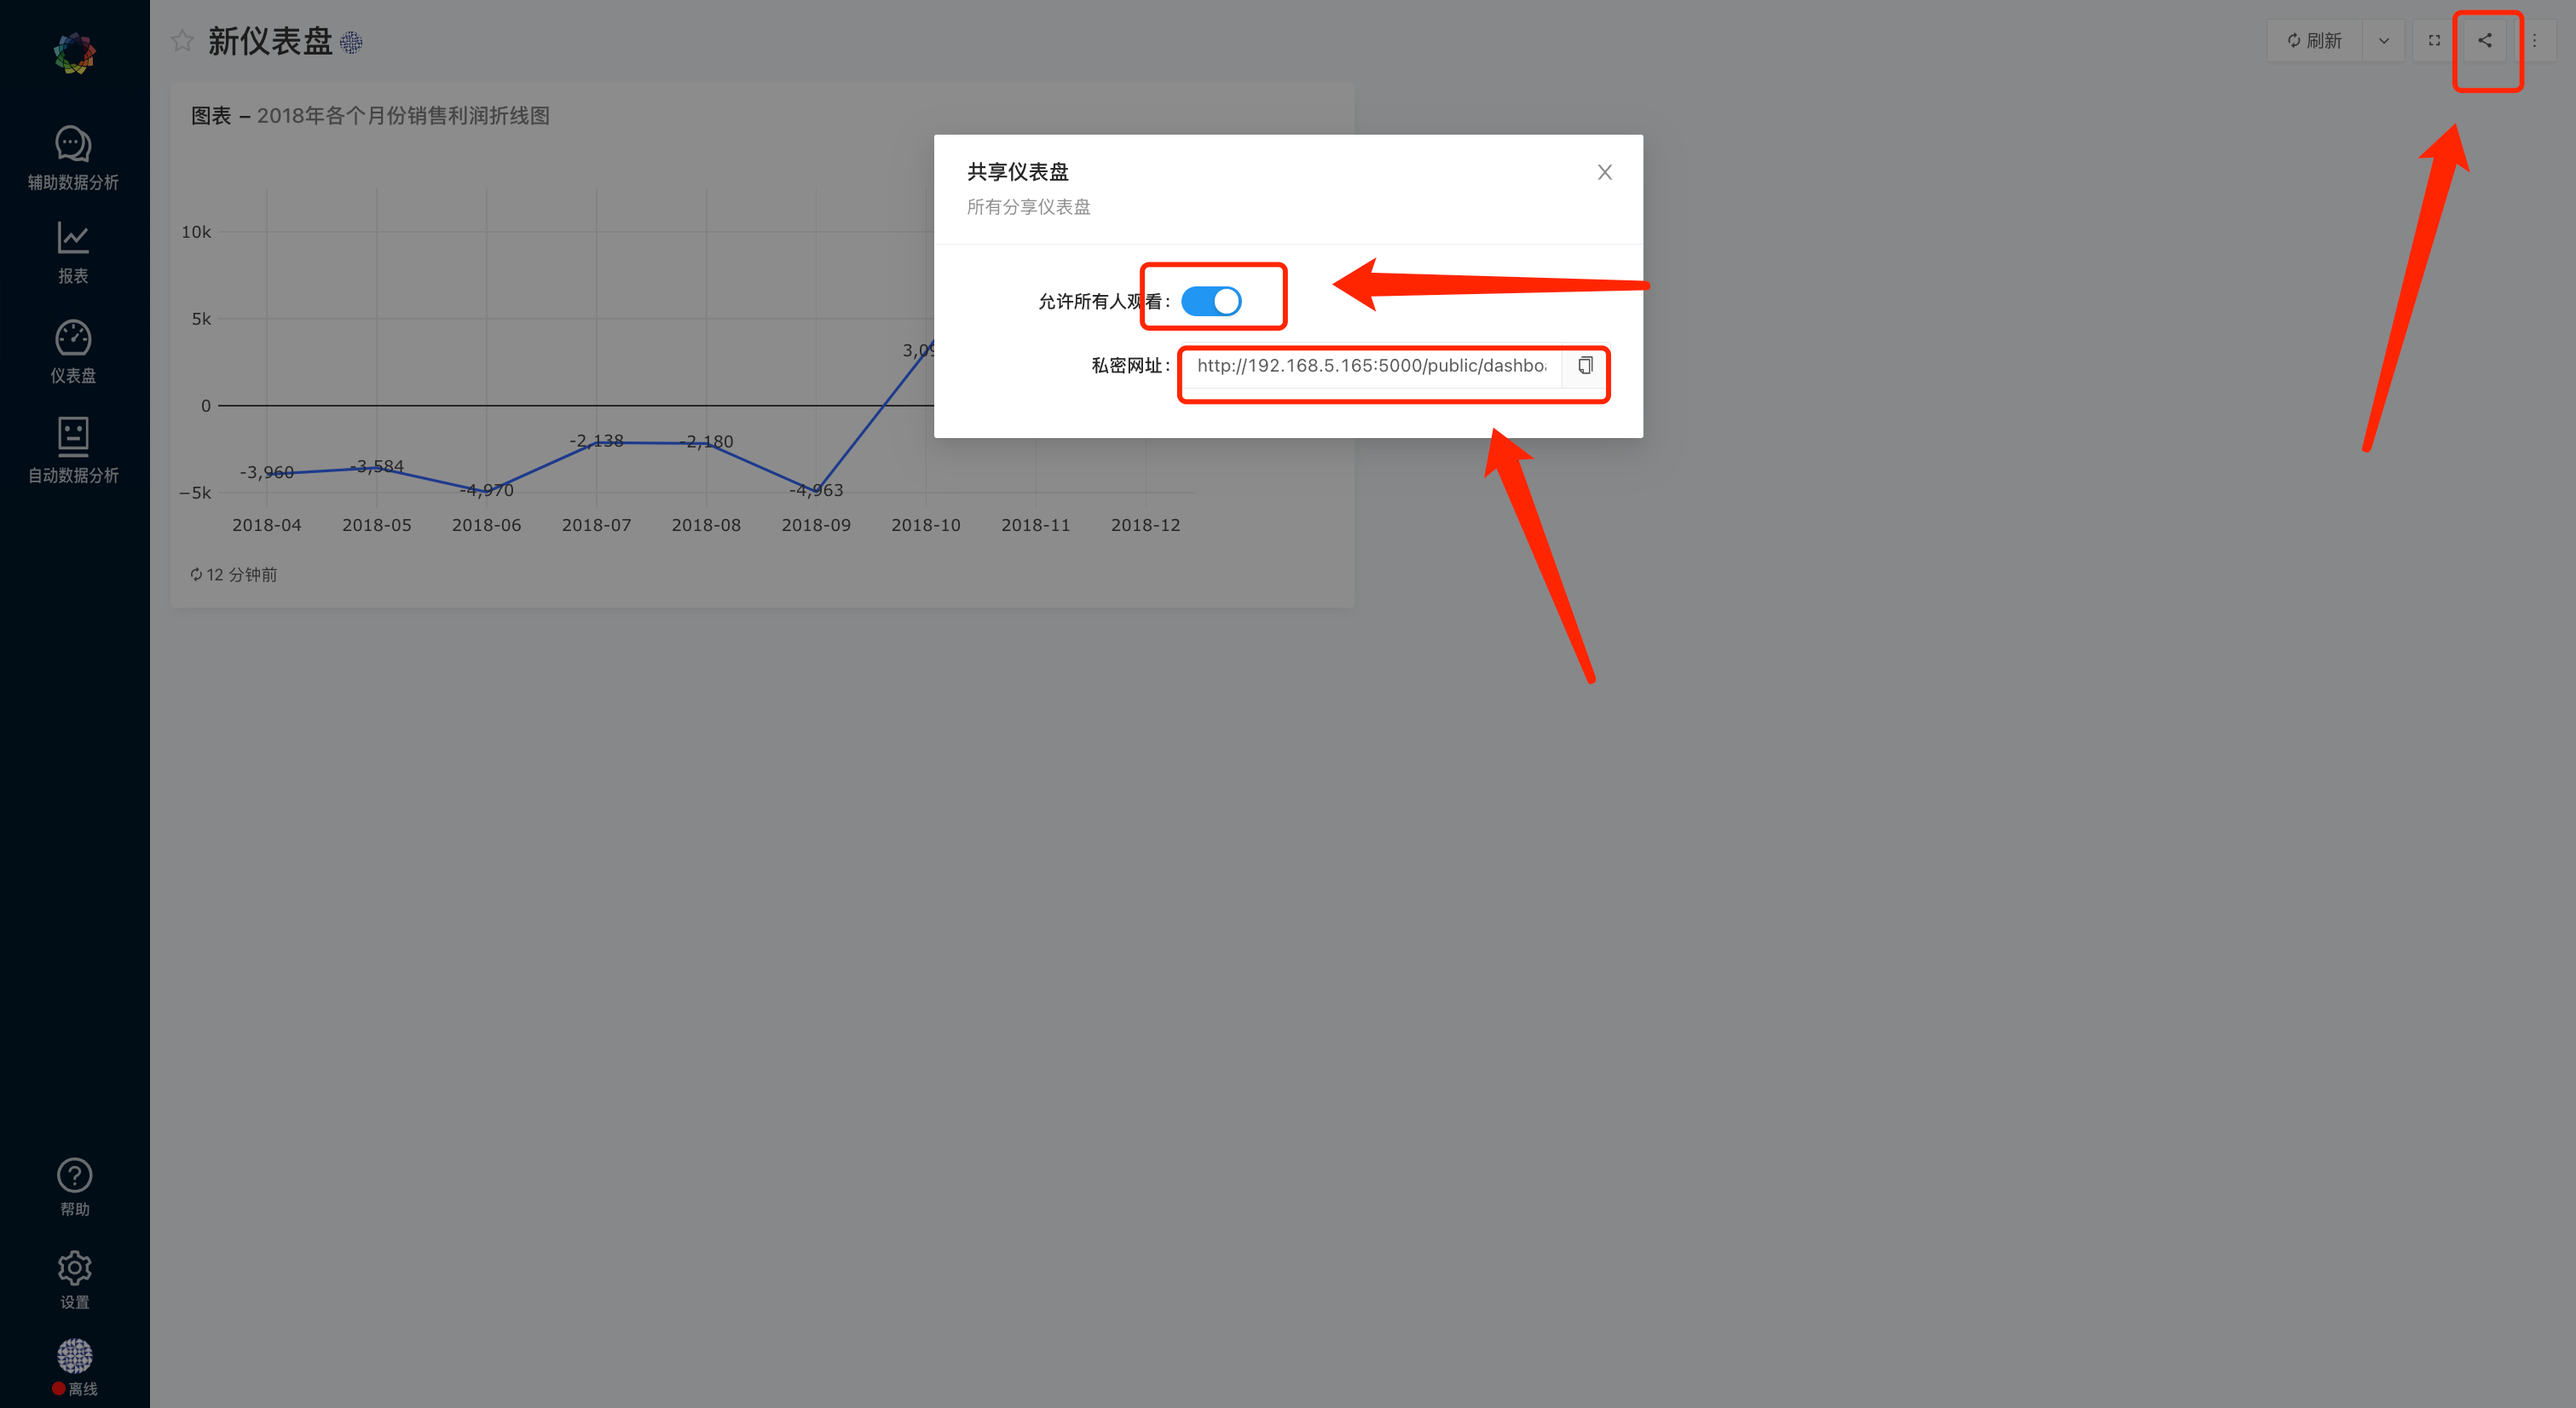 新仪表盘
刷新
图表 – 2018年各个月份销售利润折线图
辅助数据分析
报表
仪表盘
自动数据分析
共享仪表盘
所有分享仪表盘
允许所有人观看:
私密网址:
http://192.168.5.165:5000/public/dashbo
10k
5k
0
−5k
-3,960
-3,584
-4,970
-2,138
-2,180
-4,963
3,09
2018-04
2018-05
2018-06
2018-07
2018-08
2018-09
2018-10
2018-11
2018-12
12 分钟前
帮助
设置
离线